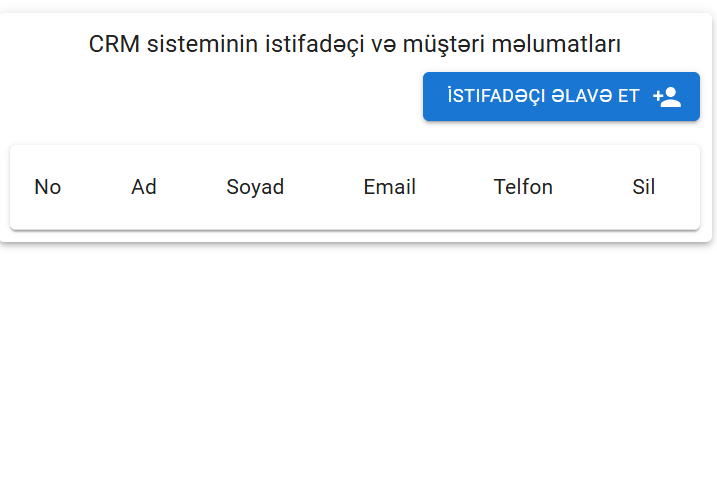 CRM sisteminin istifadəçi və müştəri məlumatları
İSTIFADƏÇI ƏLAVƏ ET
No Ad Soyad Email Telfon Sil